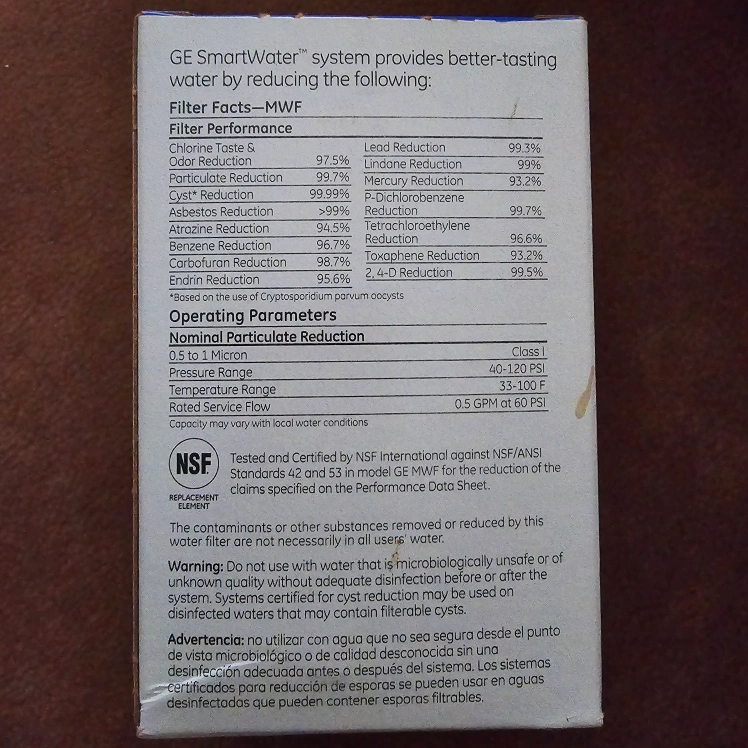 GE SmartWater™ system provides better-tasting
water by reducing the following:
Filter Facts—MWF
Filter Performance
Chlorine Taste &
Odor Reduction 97.5%
Particulate Reduction 99.7%
Cyst* Reduction 99.99%
Asbestos Reduction >99%
Atrazine Reduction 94.5%
Benzene Reduction 96.7%
Carbofuran Reduction 98.7%
Endrin Reduction 95.6%
Lead Reduction 99.3%
Lindane Reduction 99%
Mercury Reduction 93.2%
P-Dichlorobenzene
Reduction 99.7%
Tetrachloroethylene
Reduction 96.6%
Toxaphene Reduction 93.2%
2, 4-D Reduction 99.5%
*Based on the use of Cryptosporidium parvum oocysts
Operating Parameters
Nominal Particulate Reduction
0.5 to 1 Micron Class I
Pressure Range 40-120 PSI
Temperature Range 33-100 F
Rated Service Flow 0.5 GPM at 60 PSI
Capacity may vary with local water conditions
NSF
REPLACEMENT
ELEMENT
Tested and Certified by NSF International against NSF/ANSI
Standards 42 and 53 in model GE MWF for the reduction of the
claims specified on the Performance Data Sheet.
The contaminants or other substances removed or reduced by this
water filter are not necessarily in all users' water.
Warning: Do not use with water that is microbiologically unsafe or of
unknown quality without adequate disinfection before or after the
system. Systems certified for cyst reduction may be used on
disinfected waters that may contain filterable cysts.
Advertencia: no utilizar con agua que no sea segura desde el punto
de vista microbiológico o de calidad desconocida sin una
desinfección adecuada antes o después del sistema. Los sistemas
certificados para reducción de esporas se pueden usar en aguas
desinfectadas que pueden contener esporas filtrables.